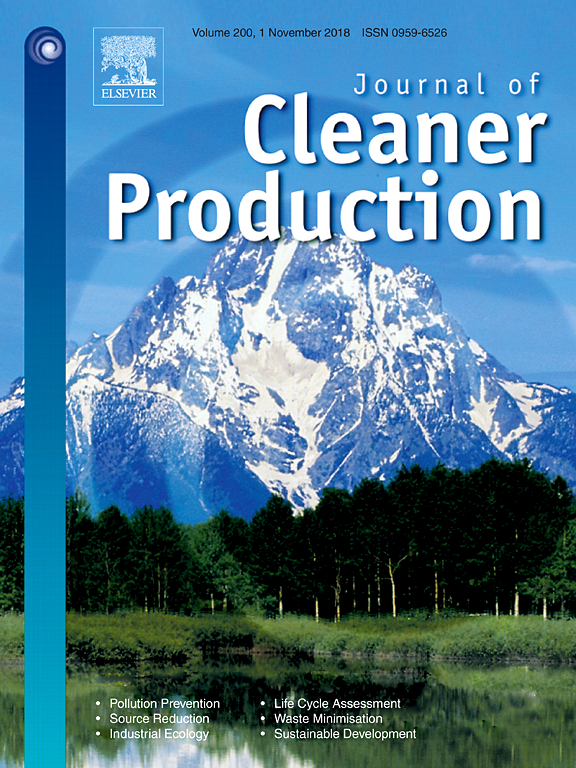 Volume 200, 1 November 2018 ISSN 0959-6526
ELSEVIER
Journal of
Cleaner
Production
• Pollution Prevention
• Source Reduction
• Industrial Ecology
• Life Cycle Assessment
• Waste Minimisation
• Sustainable Development